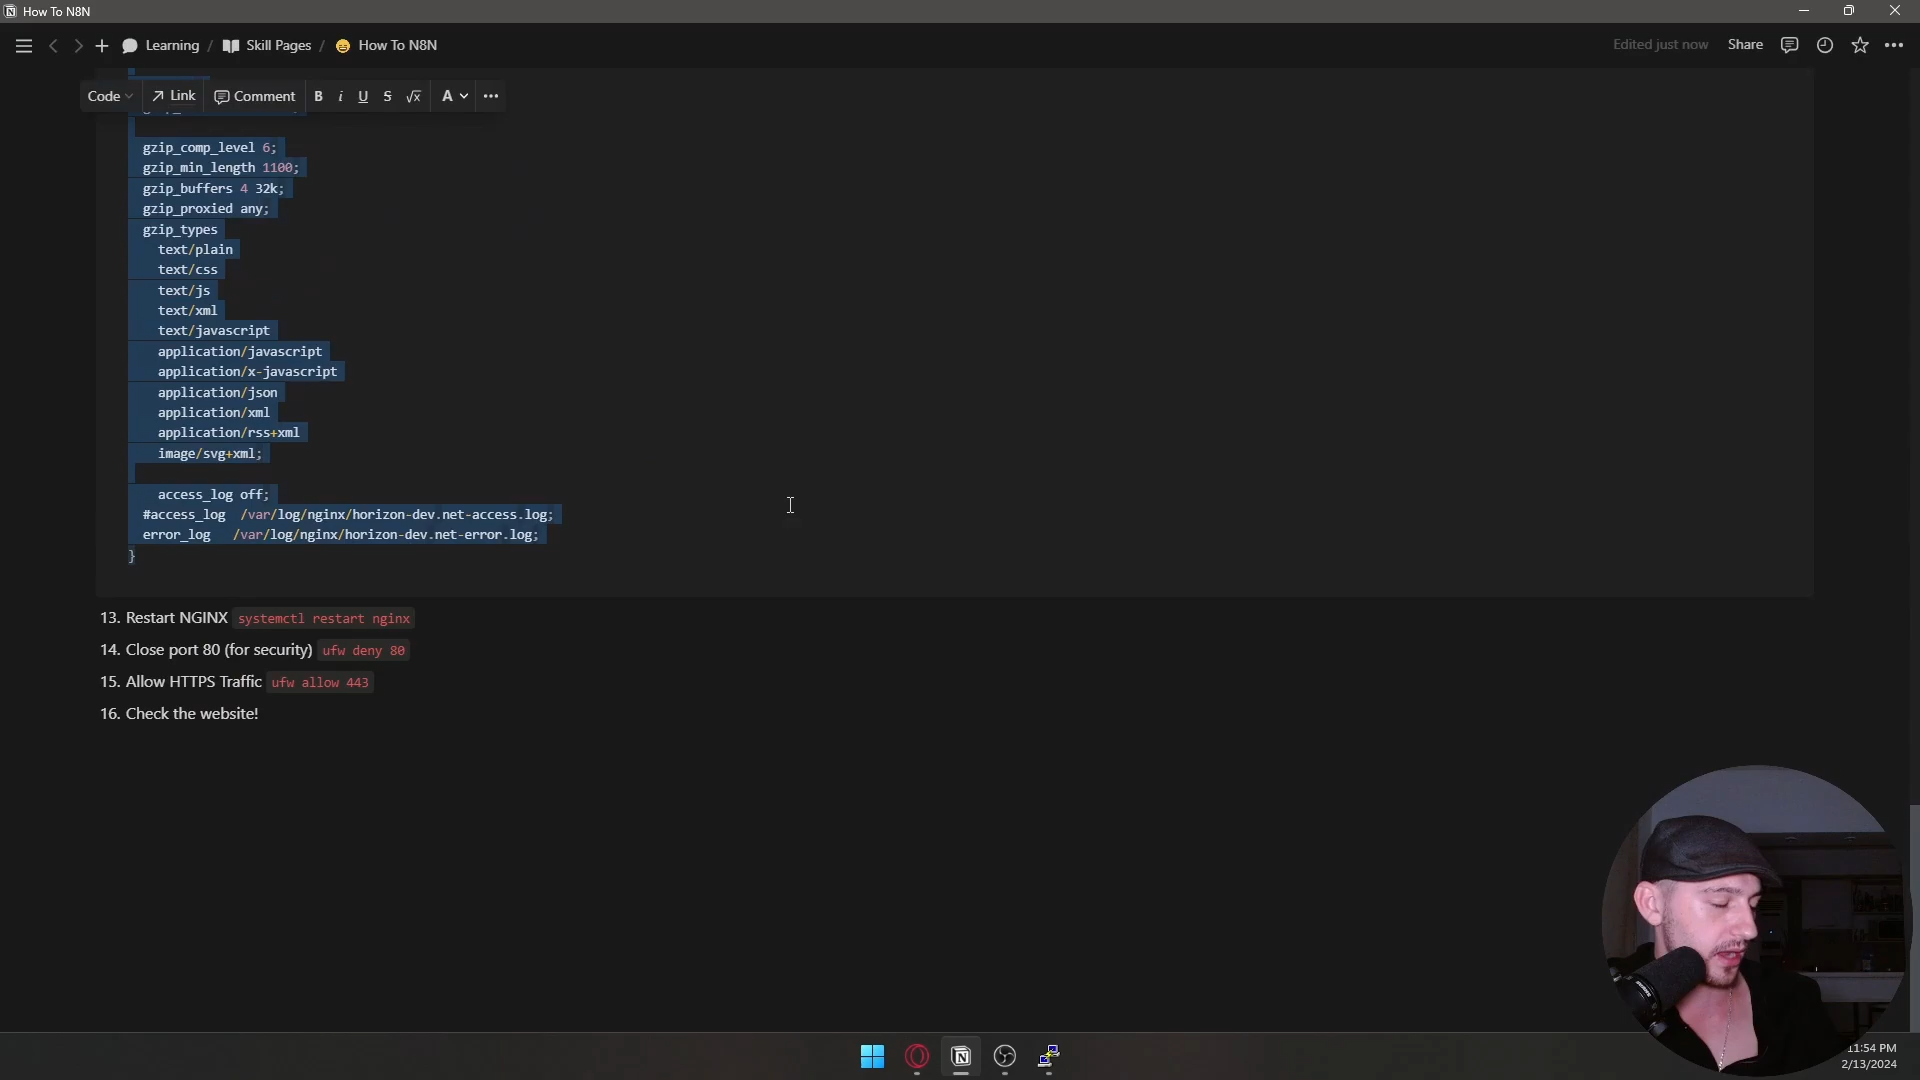 How To N8N
Learning / Skill Pages / How To N8N
Edited just now
Share
Code
Link
Comment
B i U S √x A
gzip_comp_level 6;
gzip_min_length 1100;
gzip_buffers 4 32k;
gzip_proxied any;
gzip_types
text/plain
text/css
text/js
text/xml
text/javascript
application/javascript
application/x-javascript
application/json
application/xml
application/rss+xml
image/svg+xml;
access_log off;
#access_log /var/log/nginx/horizon-dev.net-access.log;
error_log /var/log/nginx/horizon-dev.net-error.log;
}
13. Restart NGINX systemctl restart nginx
14. Close port 80 (for security) ufw deny 80
15. Allow HTTPS Traffic ufw allow 443
16. Check the website!
11:54 PM
2/13/2024